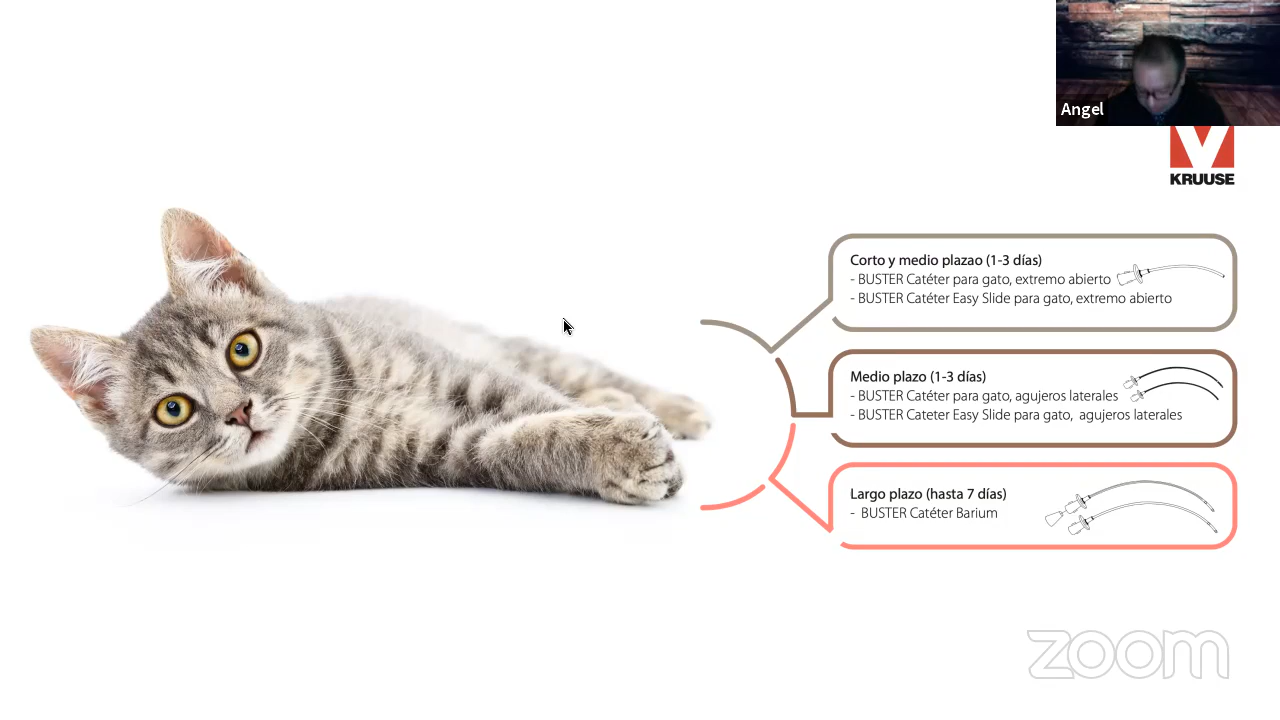 Angel
KRUUSE
Corto y medio plazao (1-3 días)
- BUSTER Catéter para gato, extremo abierto
- BUSTER Catéter Easy Slide para gato, extremo abierto
Medio plazo (1-3 días)
- BUSTER Catéter para gato, agujeros laterales
- BUSTER Cateter Easy Slide para gato, agujeros laterales
Largo plazo (hasta 7 días)
- BUSTER Catéter Barium
zoom